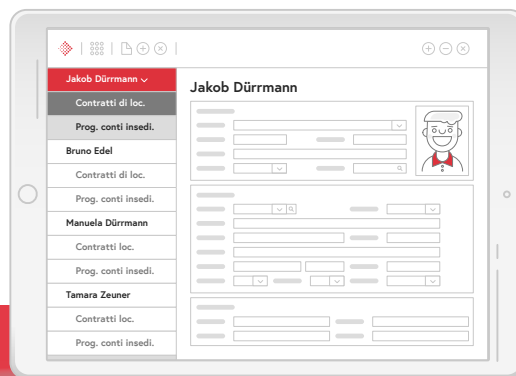 Jakob Dürrmann
Contratti di loc.
Prog. conti insedi.
Bruno Edel
Contratti di loc.
Prog. conti insedi.
Manuela Dürrmann
Contratti loc.
Prog. conti insedi.
Tamara Zeuner
Contratti loc.
Prog. conti insedi.
Jakob Dürrmann